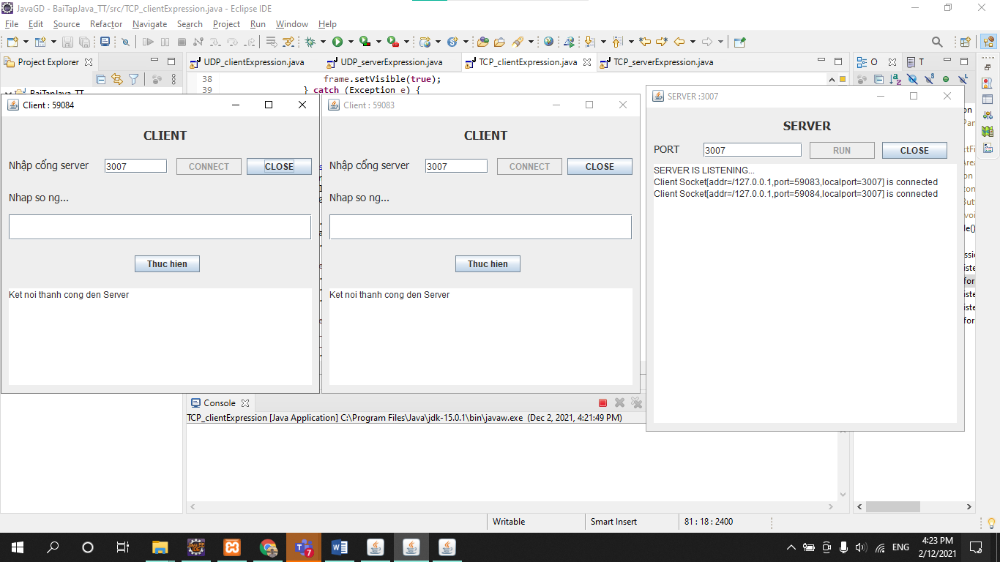 JavaGD - BaiTapJava_TT/src/TCP_clientExpression.java - Eclipse IDE
File Edit Source Refactor Navigate Search Project Run Window Help
Project Explorer
UDP_clientExpression.java UDP_serverExpression.java TCP_clientExpression.java TCP_serverExpression.java
O T
BaiTapJava_TT
38 frame.setVisible(true);
39 } catch (Exception e) {
Client : 59084
CLIENT
Nhập cổng server 3007 CONNECT CLOSE
Nhap so ng...
Thuc hien
Ket noi thanh cong den Server
Client : 59083
CLIENT
Nhập cổng server 3007 CONNECT CLOSE
Nhap so ng...
Thuc hien
Ket noi thanh cong den Server
SERVER :3007
SERVER
PORT 3007 RUN CLOSE
SERVER IS LISTENING...
Client Socket[addr=/127.0.0.1,port=59083,localport=3007] is connected
Client Socket[addr=/127.0.0.1,port=59084,localport=3007] is connected
Console
TCP_clientExpression [Java Application] C:\Program Files\Java\jdk-15.0.1\bin\javaw.exe (Dec 2, 2021, 4:21:49 PM)
Writable Smart Insert 81 : 18 : 2400
7
ENG
4:23 PM
2/12/2021